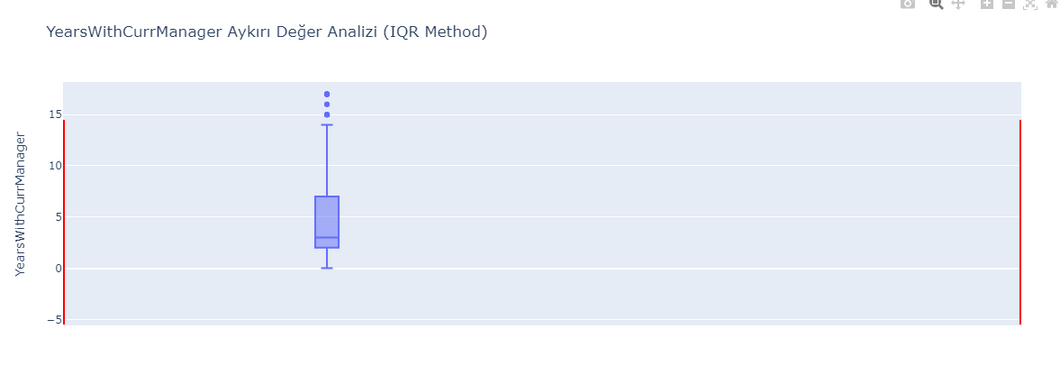 YearsWithCurrManager Aykırı Değer Analizi (IQR Method)
YearsWithCurrManager
15
10
5
0
−5